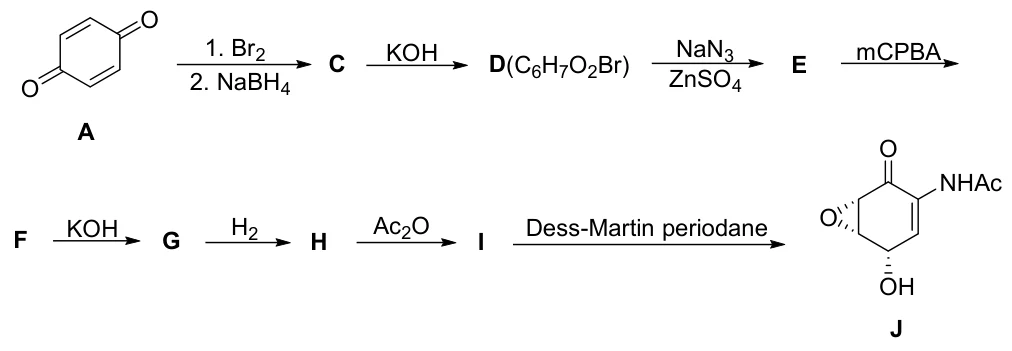 O
O
A
1. Br₂
2. NaBH₄
C
KOH
D(C₆H₇O₂Br)
NaN₃
ZnSO₄
E
mCPBA
F
KOH
G
H₂
H
Ac₂O
I
Dess-Martin periodane
O
NHAc
O
OH
J